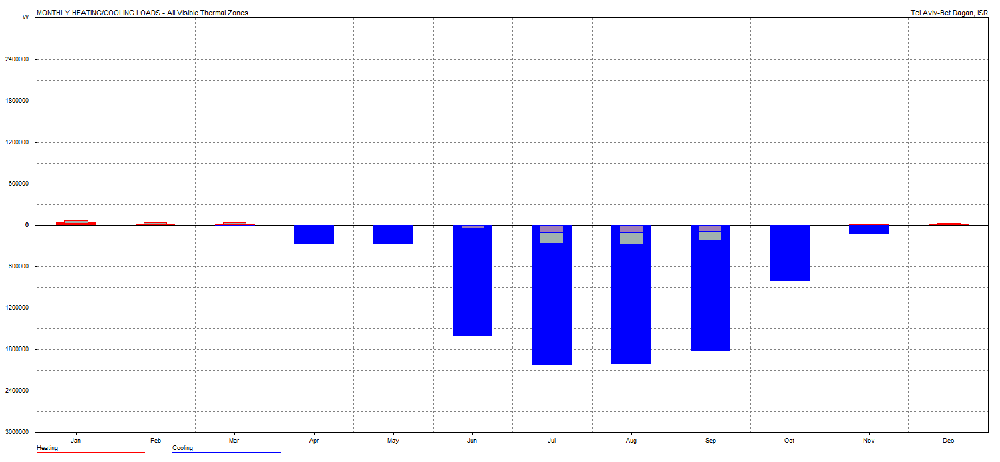 MONTHLY HEATING/COOLING LOADS - All Visible Thermal Zones
Tel Aviv-Bet Dagan, ISR
W
2400000
1800000
1200000
600000
0
600000
1200000
1800000
2400000
3000000
Jan Feb Mar Apr May Jun Jul Aug Sep Oct Nov Dec
Heating Cooling